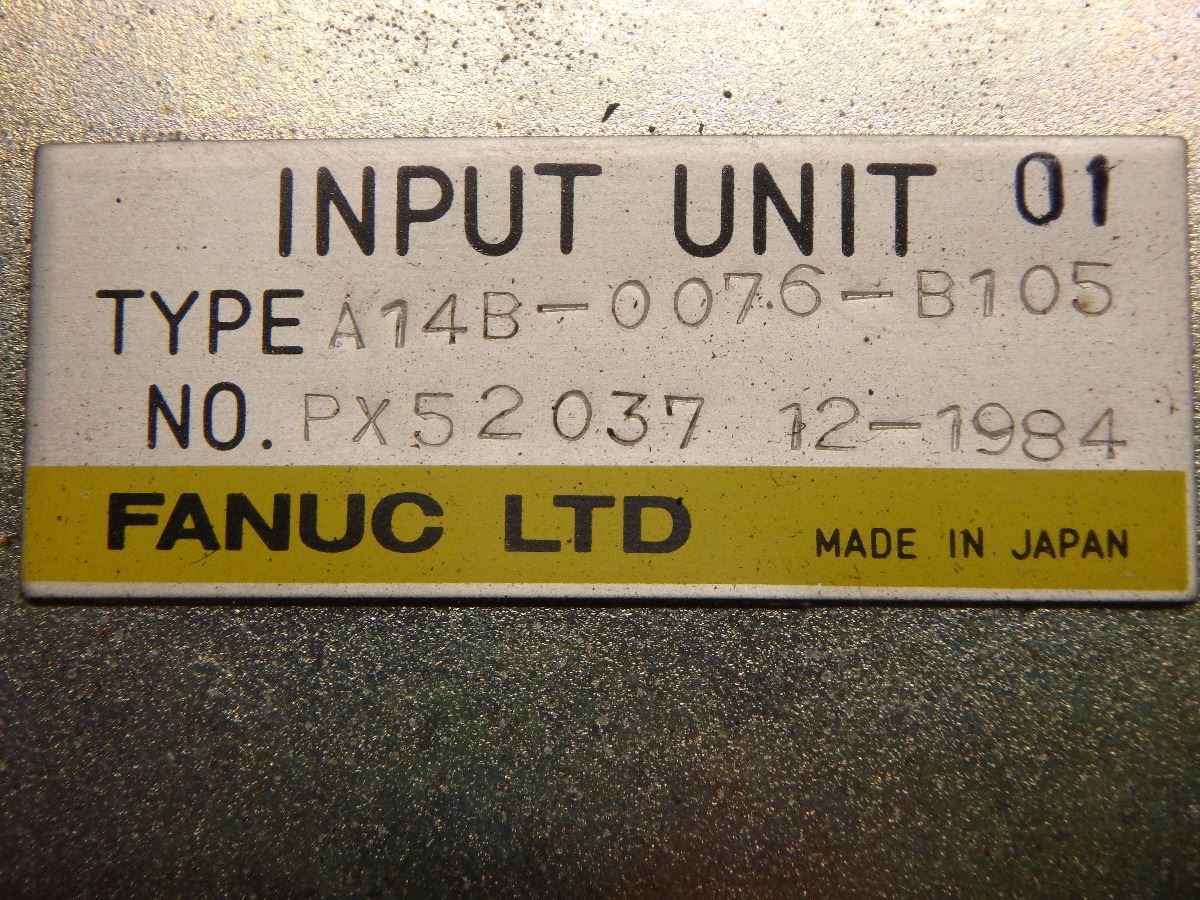 INPUT UNIT 01
TYPE A14B-0076-B105
NO. PX52037 12-1984
FANUC LTD MADE IN JAPAN